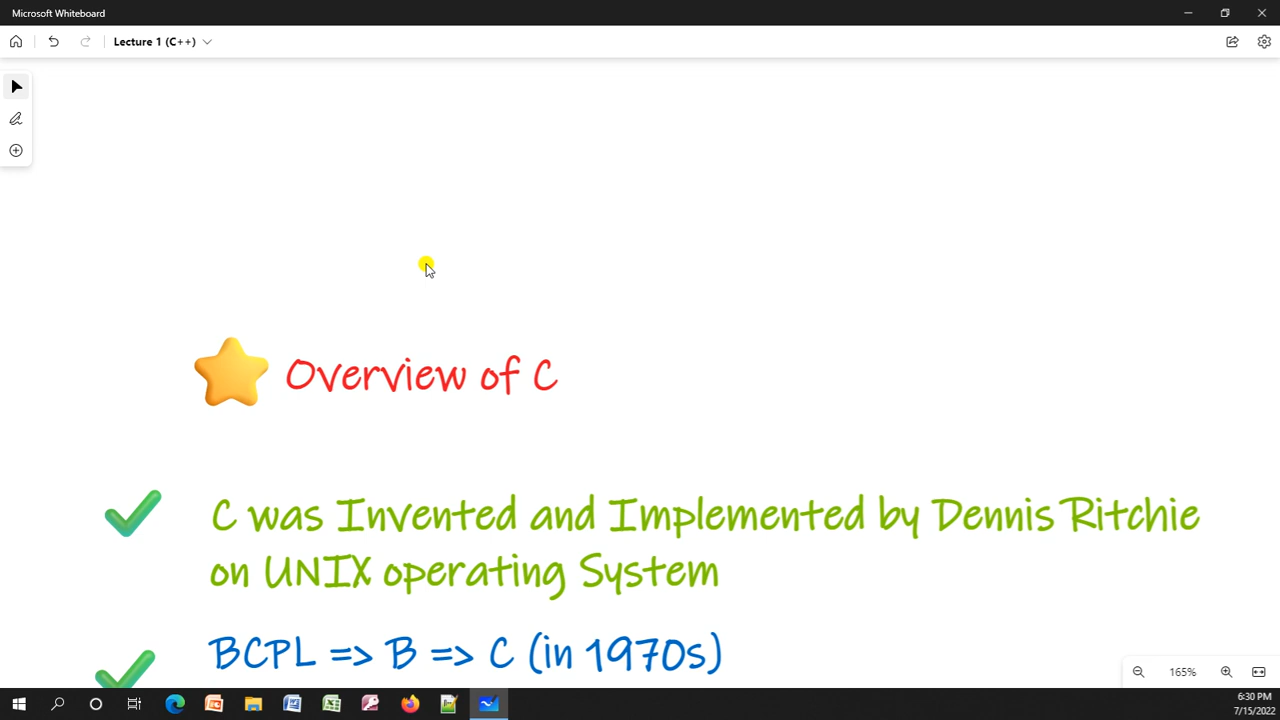 Microsoft Whiteboard
Lecture 1 (C++)
Overview of C
C was Invented and Implemented by Dennis Ritchie
on UNIX operating System
BCPL => B => C (in 1970s)
165%
6:30 PM
7/15/2022